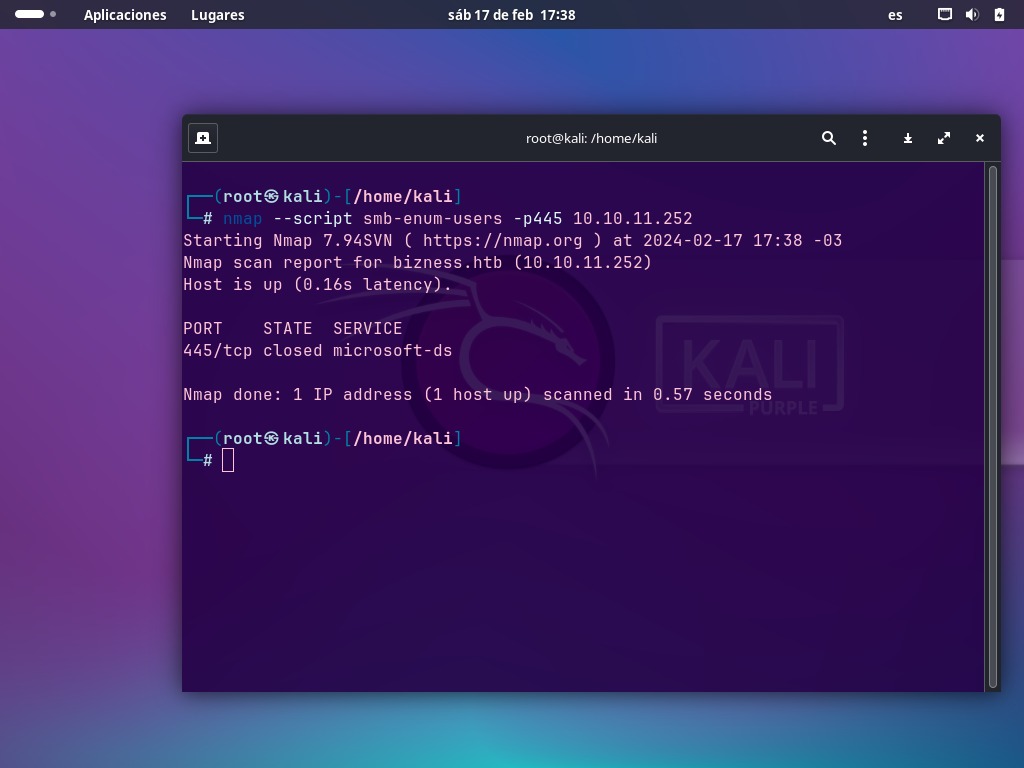 Aplicaciones Lugares sáb 17 de feb 17:38 es
root@kali: /home/kali
┌──(root㉿kali)-[/home/kali]
└─# nmap --script smb-enum-users -p445 10.10.11.252
Starting Nmap 7.94SVN ( https://nmap.org ) at 2024-02-17 17:38 -03
Nmap scan report for bizness.htb (10.10.11.252)
Host is up (0.16s latency).
PORT    STATE  SERVICE
445/tcp closed microsoft-ds
Nmap done: 1 IP address (1 host up) scanned in 0.57 seconds
┌──(root㉿kali)-[/home/kali]
└─#
KALI
PURPLE